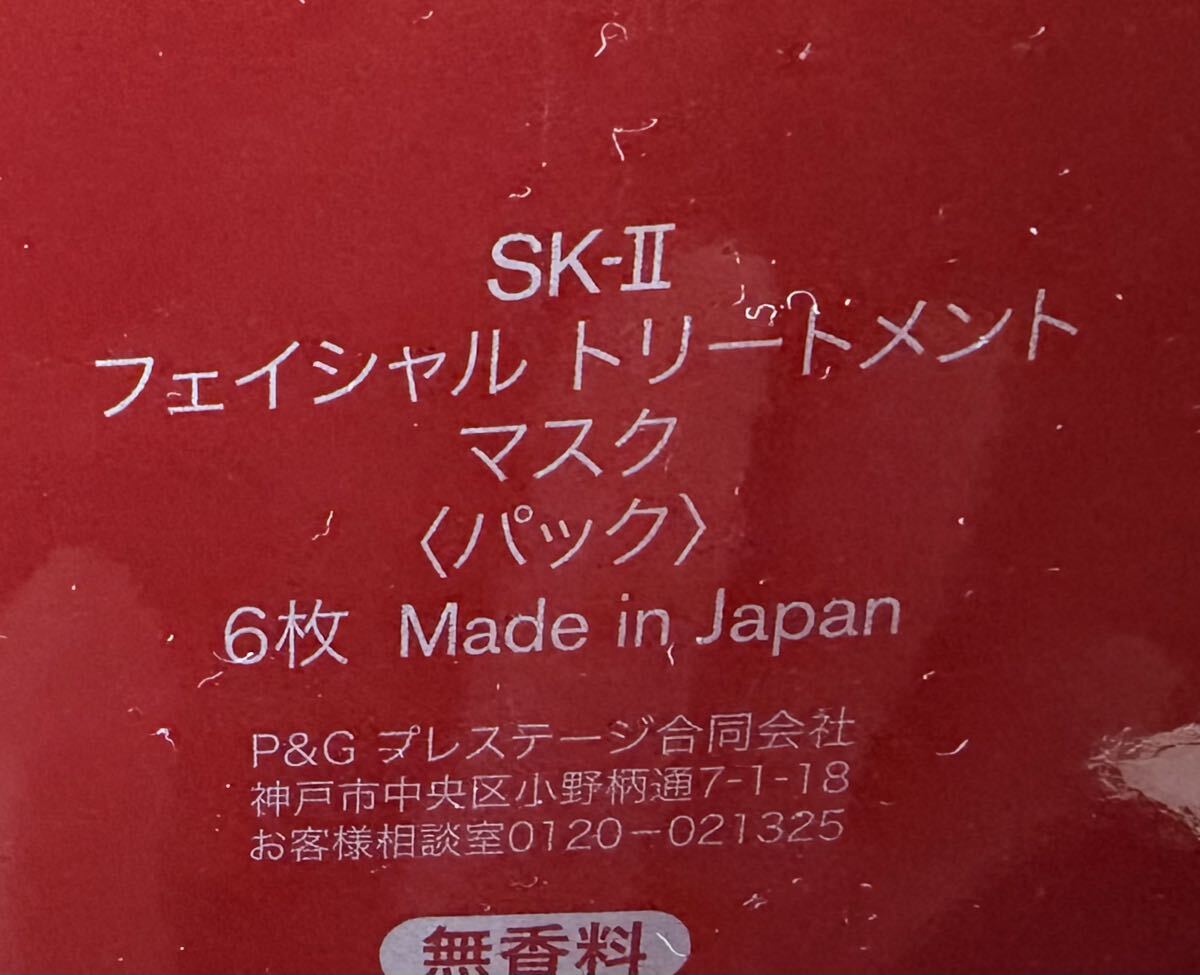 SK-Ⅱ
フェイシャル トリートメント
マスク
〈パック〉
6枚 Made in Japan
P&G プレステージ合同会社
神戸市中央区小野柄通7-1-18
お客様相談室0120-021325
無香料